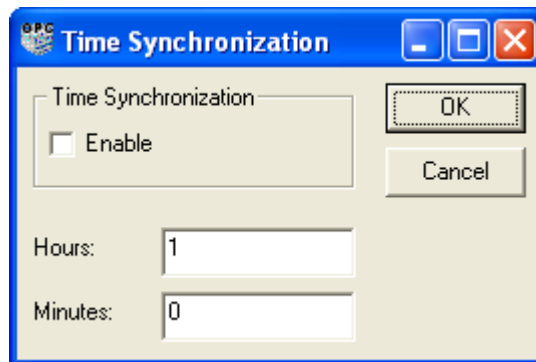 OPC
Time Synchronization
Time Synchronization
Enable
OK
Cancel
Hours: 1
Minutes: 0